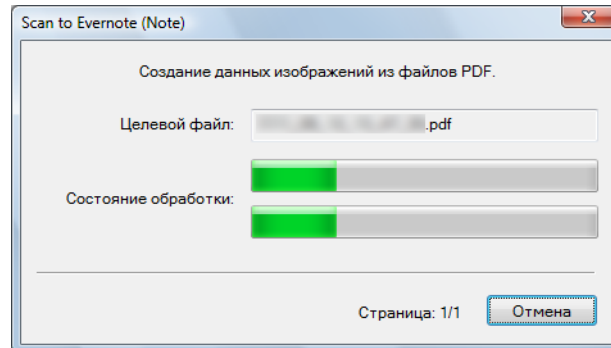 Scan to Evernote (Note)
Создание данных изображений из файлов PDF.
Целевой файл: .pdf
Состояние обработки:
Страница: 1/1 Отмена